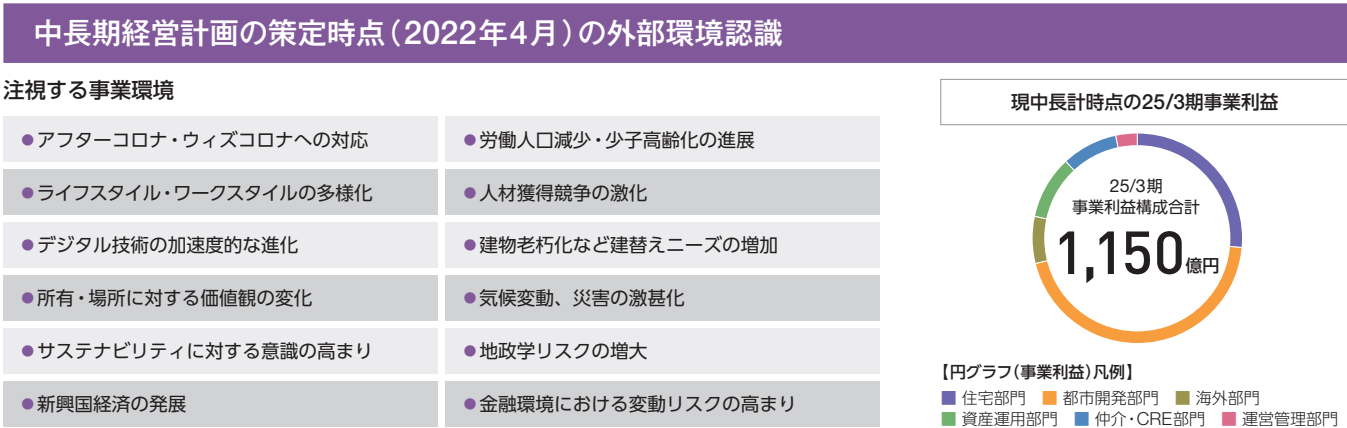 中長期経営計画の策定時点（2022年4月）の外部環境認識
注視する事業環境
●アフターコロナ・ウィズコロナへの対応
●ライフスタイル・ワークスタイルの多様化
●デジタル技術の加速度的な進化
●所有・場所に対する価値観の変化
●サステナビリティに対する意識の高まり
●新興国経済の発展
●労働人口減少・少子高齢化の進展
●人材獲得競争の激化
●建物老朽化など建替えニーズの増加
●気候変動、災害の激甚化
●地政学リスクの増大
●金融環境における変動リスクの高まり
現中長計時点の25/3期事業利益
25/3期
事業利益構成合計
1,150億円
【円グラフ（事業利益）凡例】
住宅部門 都市開発部門 海外部門
資産運用部門 仲介・CRE部門 運営管理部門